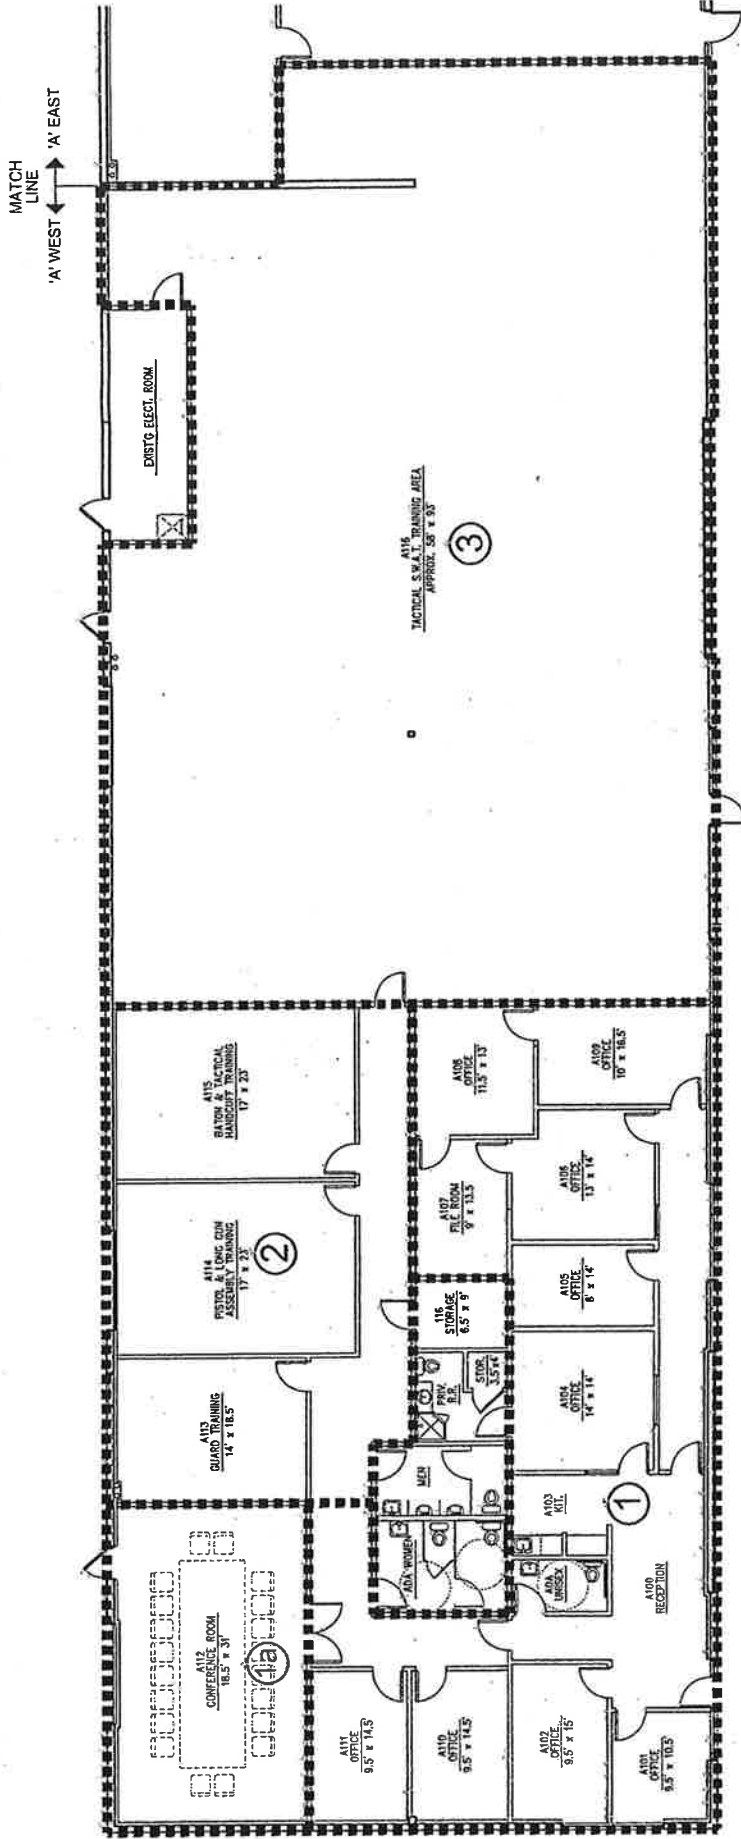 MATCH
LINE
'A' WEST
'A' EAST
EXIST'G ELECT. ROOM
A116
TACTICAL S.W.A.T. TRAINING AREA
APPROX. 58' x 93'
3
A115
BATON & TACTICAL
HANDCUFF TRAINING
17' x 23'
A114
PISTOL & LONG GUN
ASSEMBLY TRAINING
17' x 23'
2
A113
GUARD TRAINING
14' x 18.5'
A112
CONFERENCE ROOM
18.5' x 31'
1a
A108
OFFICE
11.5' x 13'
A109
OFFICE
10' x 16.5'
A107
FILE ROOM
9' x 13.5
A106
OFFICE
13' x 14'
A105
OFFICE
8' x 14'
116
STORAGE
6.5' x 9'
STOR.
3.5'x4'
PRIV.
R.R.
A104
OFFICE
14' x 14'
MEN
ADA WOMEN
A103
KIT.
1
ADA
UNISEX
A100
RECEPTION
A111
OFFICE
9.5' x 14.5'
A110
OFFICE
9.5' x 14.5'
A102
OFFICE
9.5' x 15'
A101
OFFICE
9.5' x 10.5'